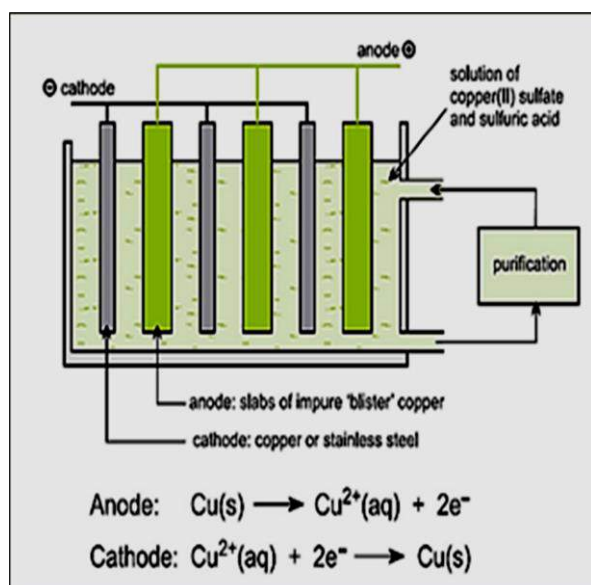 anode ⊕
⊖ cathode
solution of
copper(II) sulfate
and sulfuric acid
purification
anode: slabs of impure 'blister' copper
cathode: copper or stainless steel
Anode: Cu(s) ⟶ Cu²⁺(aq) + 2e⁻
Cathode: Cu²⁺(aq) + 2e⁻ ⟶ Cu(s)